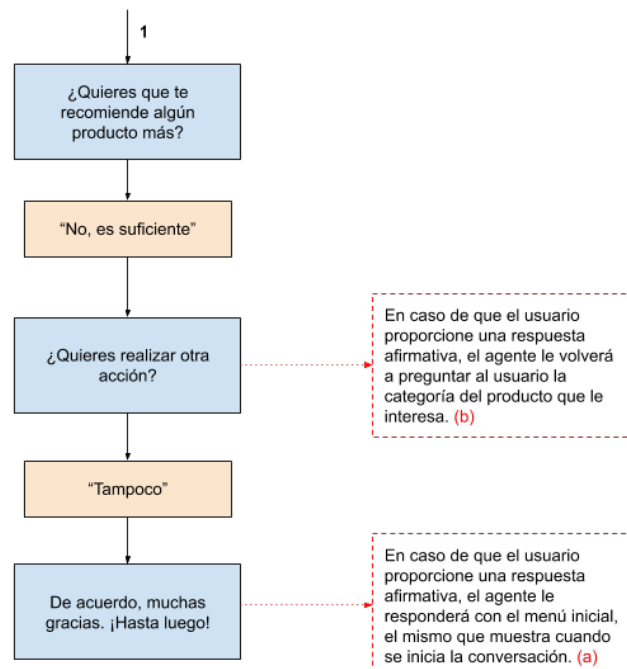 1
¿Quieres que te
recomiende algún
producto más?
“No, es suficiente”
¿Quieres realizar otra
acción?
En caso de que el usuario
proporcione una respuesta
afirmativa, el agente le volverá
a preguntar al usuario la
categoría del producto que le
interesa. (b)
“Tampoco”
De acuerdo, muchas
gracias. ¡Hasta luego!
En caso de que el usuario
proporcione una respuesta
afirmativa, el agente le
responderá con el menú inicial,
el mismo que muestra cuando
se inicia la conversación. (a)